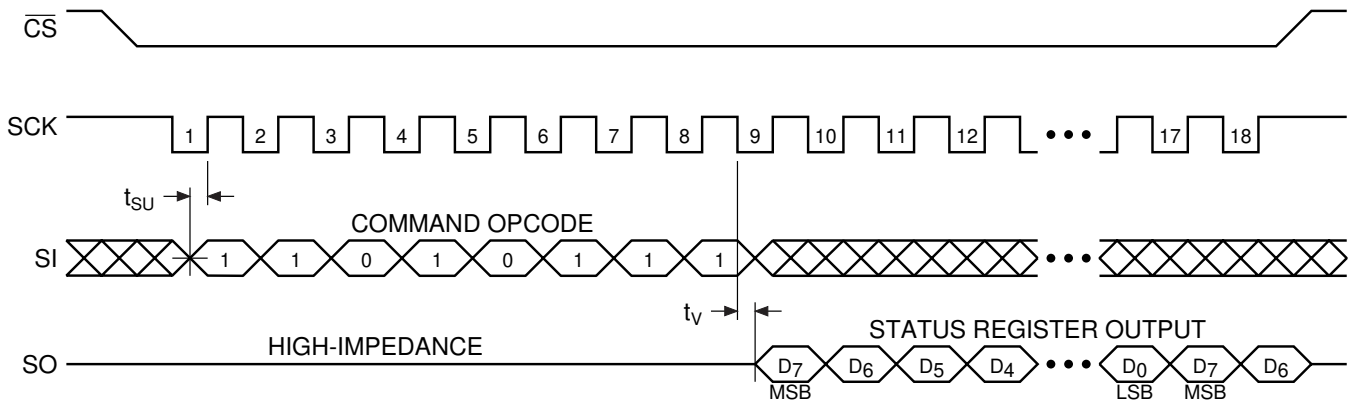 CS
SCK 1 2 3 4 5 6 7 8 9 10 11 12 ••• 17 18
tSU
COMMAND OPCODE
SI 1 1 0 1 0 1 1 1 •••
tV
HIGH-IMPEDANCE STATUS REGISTER OUTPUT
SO D7 D6 D5 D4 ••• D0 D7 D6
MSB LSB MSB